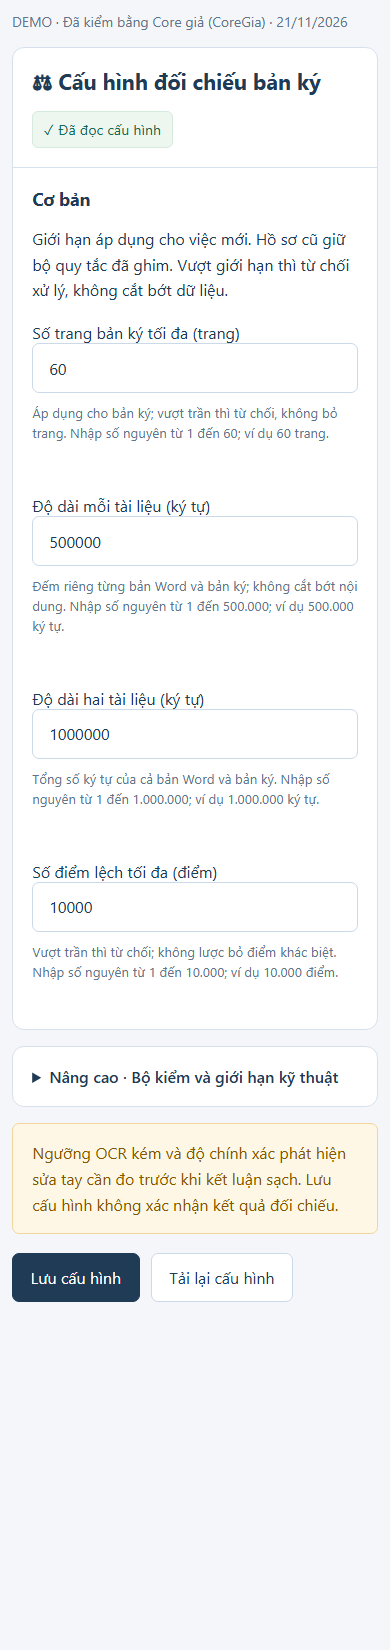 DEMO · Đã kiểm bằng Core giả (CoreGia) · 21/11/2026
⚖ Cấu hình đối chiếu bản ký
✓ Đã đọc cấu hình
Cơ bản
Giới hạn áp dụng cho việc mới. Hồ sơ cũ giữ
bộ quy tắc đã ghim. Vượt giới hạn thì từ chối
xử lý, không cắt bớt dữ liệu.
Số trang bản ký tối đa (trang)
60
Áp dụng cho bản ký; vượt trần thì từ chối, không bỏ
trang. Nhập số nguyên từ 1 đến 60; ví dụ 60 trang.
Độ dài mỗi tài liệu (ký tự)
500000
Đếm riêng từng bản Word và bản ký; không cắt bớt nội
dung. Nhập số nguyên từ 1 đến 500.000; ví dụ 500.000
ký tự.
Độ dài hai tài liệu (ký tự)
1000000
Tổng số ký tự của cả bản Word và bản ký. Nhập số
nguyên từ 1 đến 1.000.000; ví dụ 1.000.000 ký tự.
Số điểm lệch tối đa (điểm)
10000
Vượt trần thì từ chối; không lược bỏ điểm khác biệt.
Nhập số nguyên từ 1 đến 10.000; ví dụ 10.000 điểm.
▶ Nâng cao · Bộ kiểm và giới hạn kỹ thuật
Ngưỡng OCR kém và độ chính xác phát hiện
sửa tay cần đo trước khi kết luận sạch. Lưu
cấu hình không xác nhận kết quả đối chiếu.
Lưu cấu hình
Tải lại cấu hình